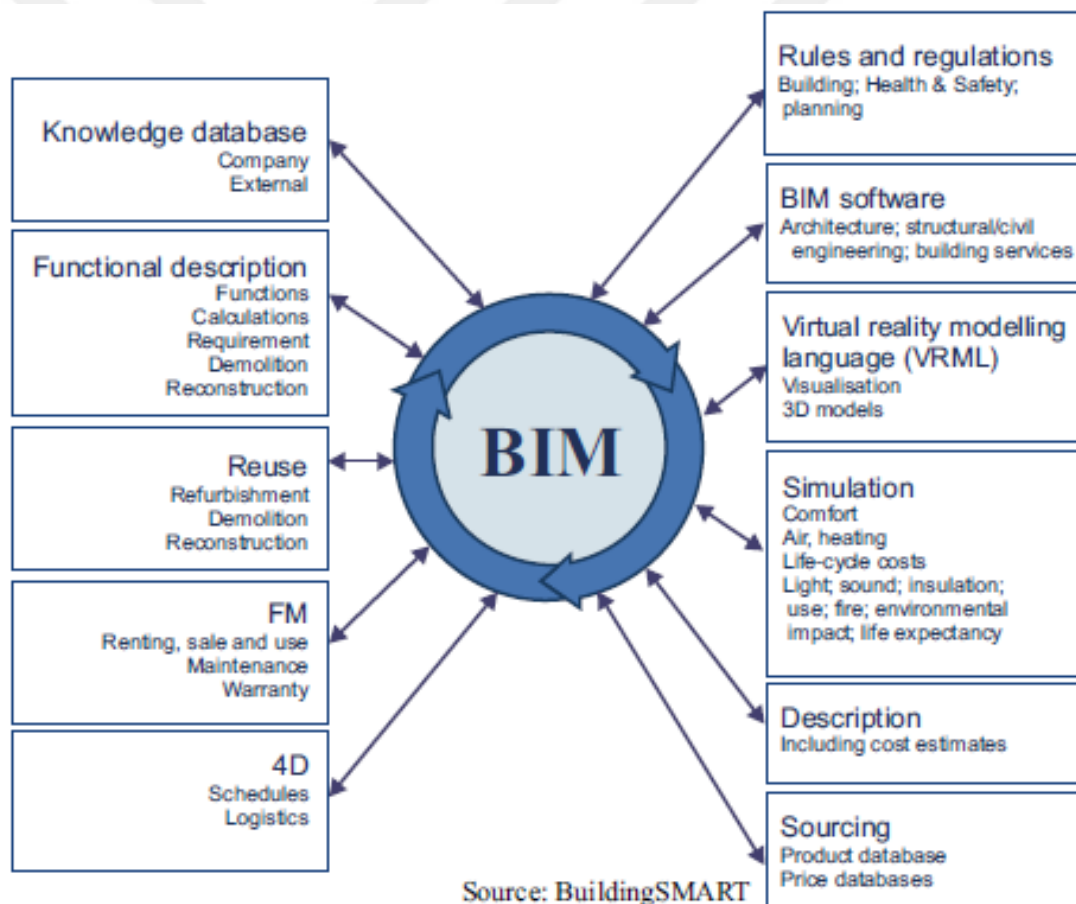 Knowledge database
Company
External
Functional description
Functions
Calculations
Requirement
Demolition
Reconstruction
Reuse
Refurbishment
Demolition
Reconstruction
FM
Renting, sale and use
Maintenance
Warranty
4D
Schedules
Logistics
BIM
Rules and regulations
Building; Health & Safety;
planning
BIM software
Architecture; structural/civil
engineering; building services
Virtual reality modelling
language (VRML)
Visualisation
3D models
Simulation
Comfort
Air, heating
Life-cycle costs
Light; sound; insulation;
use; fire; environmental
impact; life expectancy
Description
Including cost estimates
Sourcing
Product database
Price databases
Source: BuildingSMART